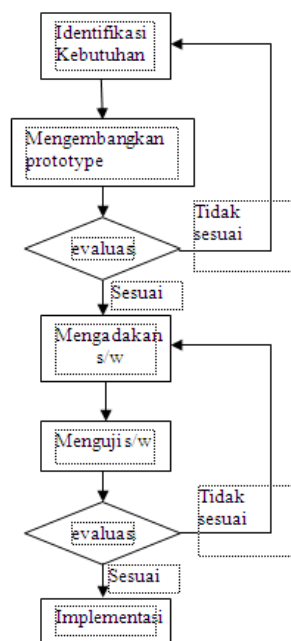 Identifikasi
Kebutuhan
Mengembangkan
prototype
evaluas
Tidak
sesuai
Sesuai
Mengadakan
s/w
Menguji s/w
evaluas
Tidak
sesuai
Sesuai
Implementasi